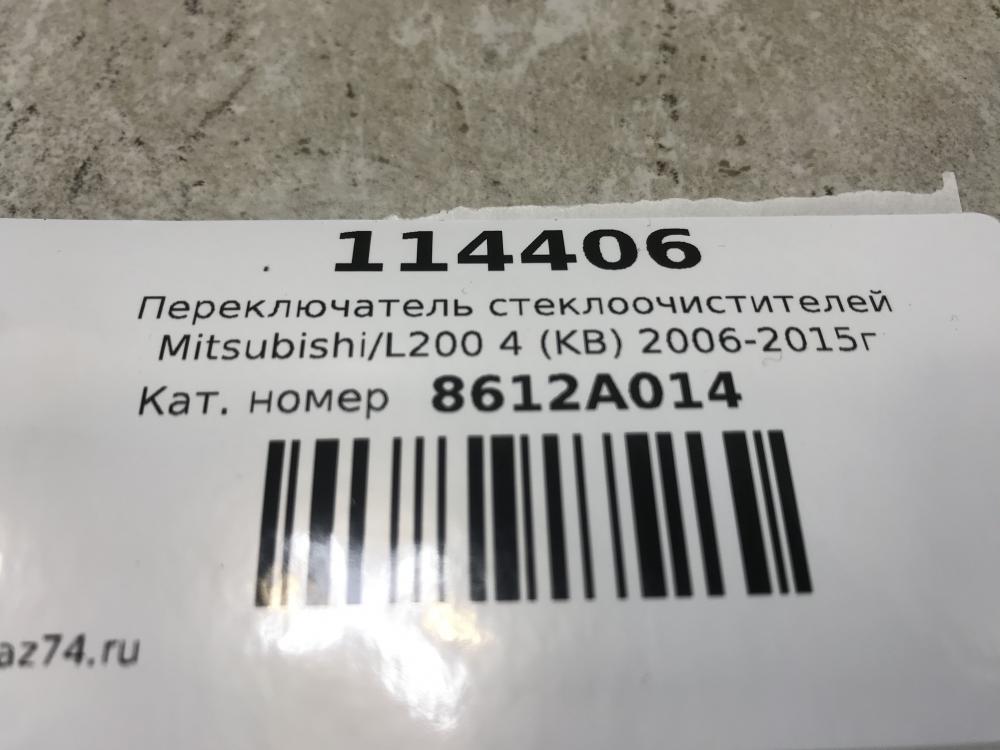 114406
Переключатель стеклоочистителей
Mitsubishi/L200 4 (KB) 2006-2015г
Кат. номер 8612A014
az74.ru